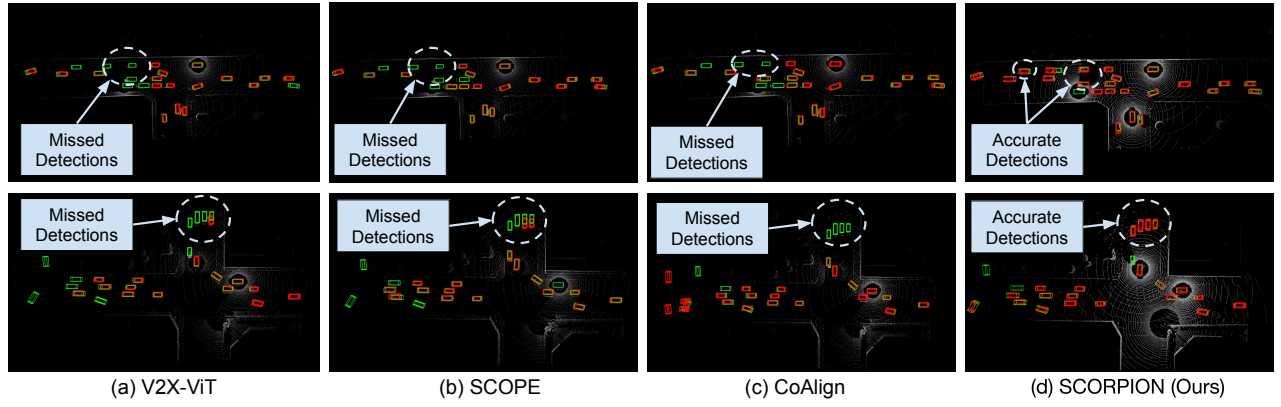 Missed
Detections
Missed
Detections
Missed
Detections
Accurate
Detections
Missed
Detections
Missed
Detections
Missed
Detections
Accurate
Detections
(a) V2X-ViT
(b) SCOPE
(c) CoAlign
(d) SCORPION (Ours)